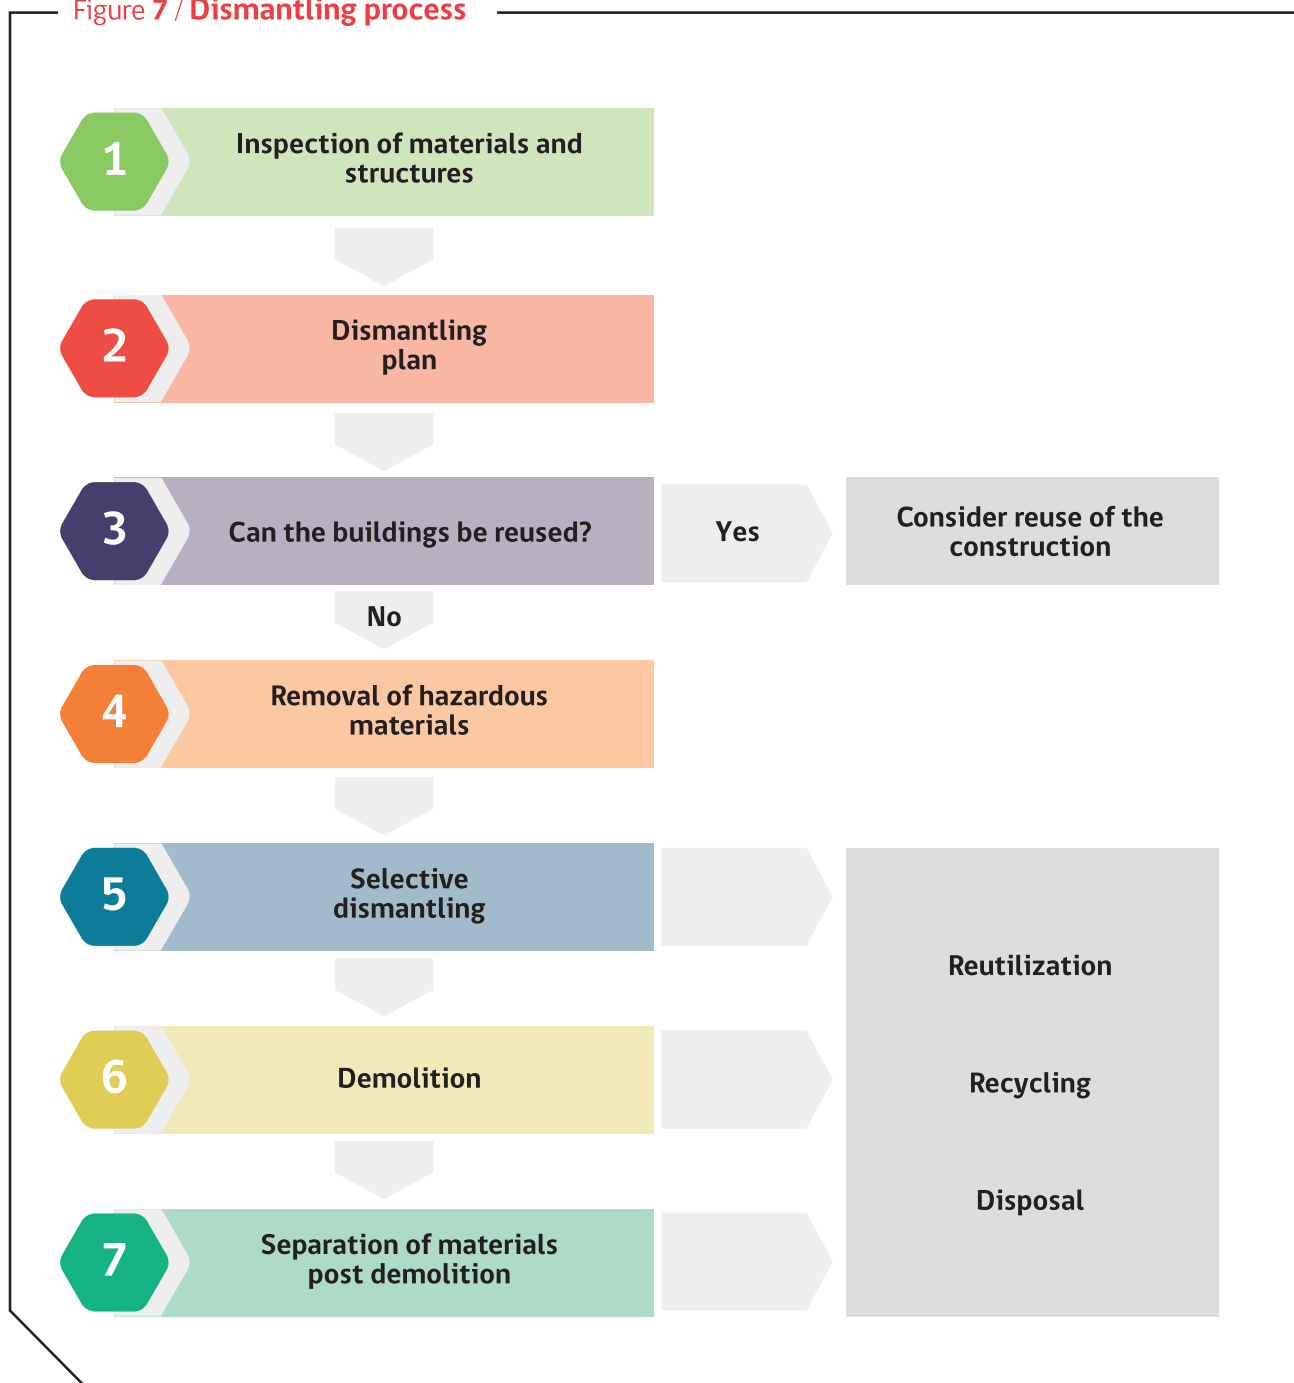 Figure 7 / Dismantling process
1
Inspection of materials and
structures
2
Dismantling
plan
3
Can the buildings be reused?
Yes
Consider reuse of the
construction
No
4
Removal of hazardous
materials
5
Selective
dismantling
Reutilization
6
Demolition
Recycling
Disposal
7
Separation of materials
post demolition